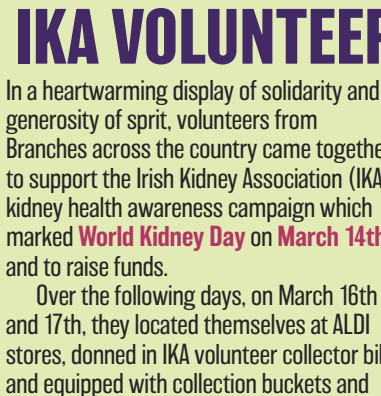 IKA VOLUNTEER
In a heartwarming display of solidarity and
generosity of sprit, volunteers from
Branches across the country came togethe
to support the Irish Kidney Association (IKA
kidney health awareness campaign which
marked World Kidney Day on March 14th
and to raise funds.
Over the following days, on March 16th
and 17th, they located themselves at ALDI
stores, donned in IKA volunteer collector bi
and equipped with collection buckets and